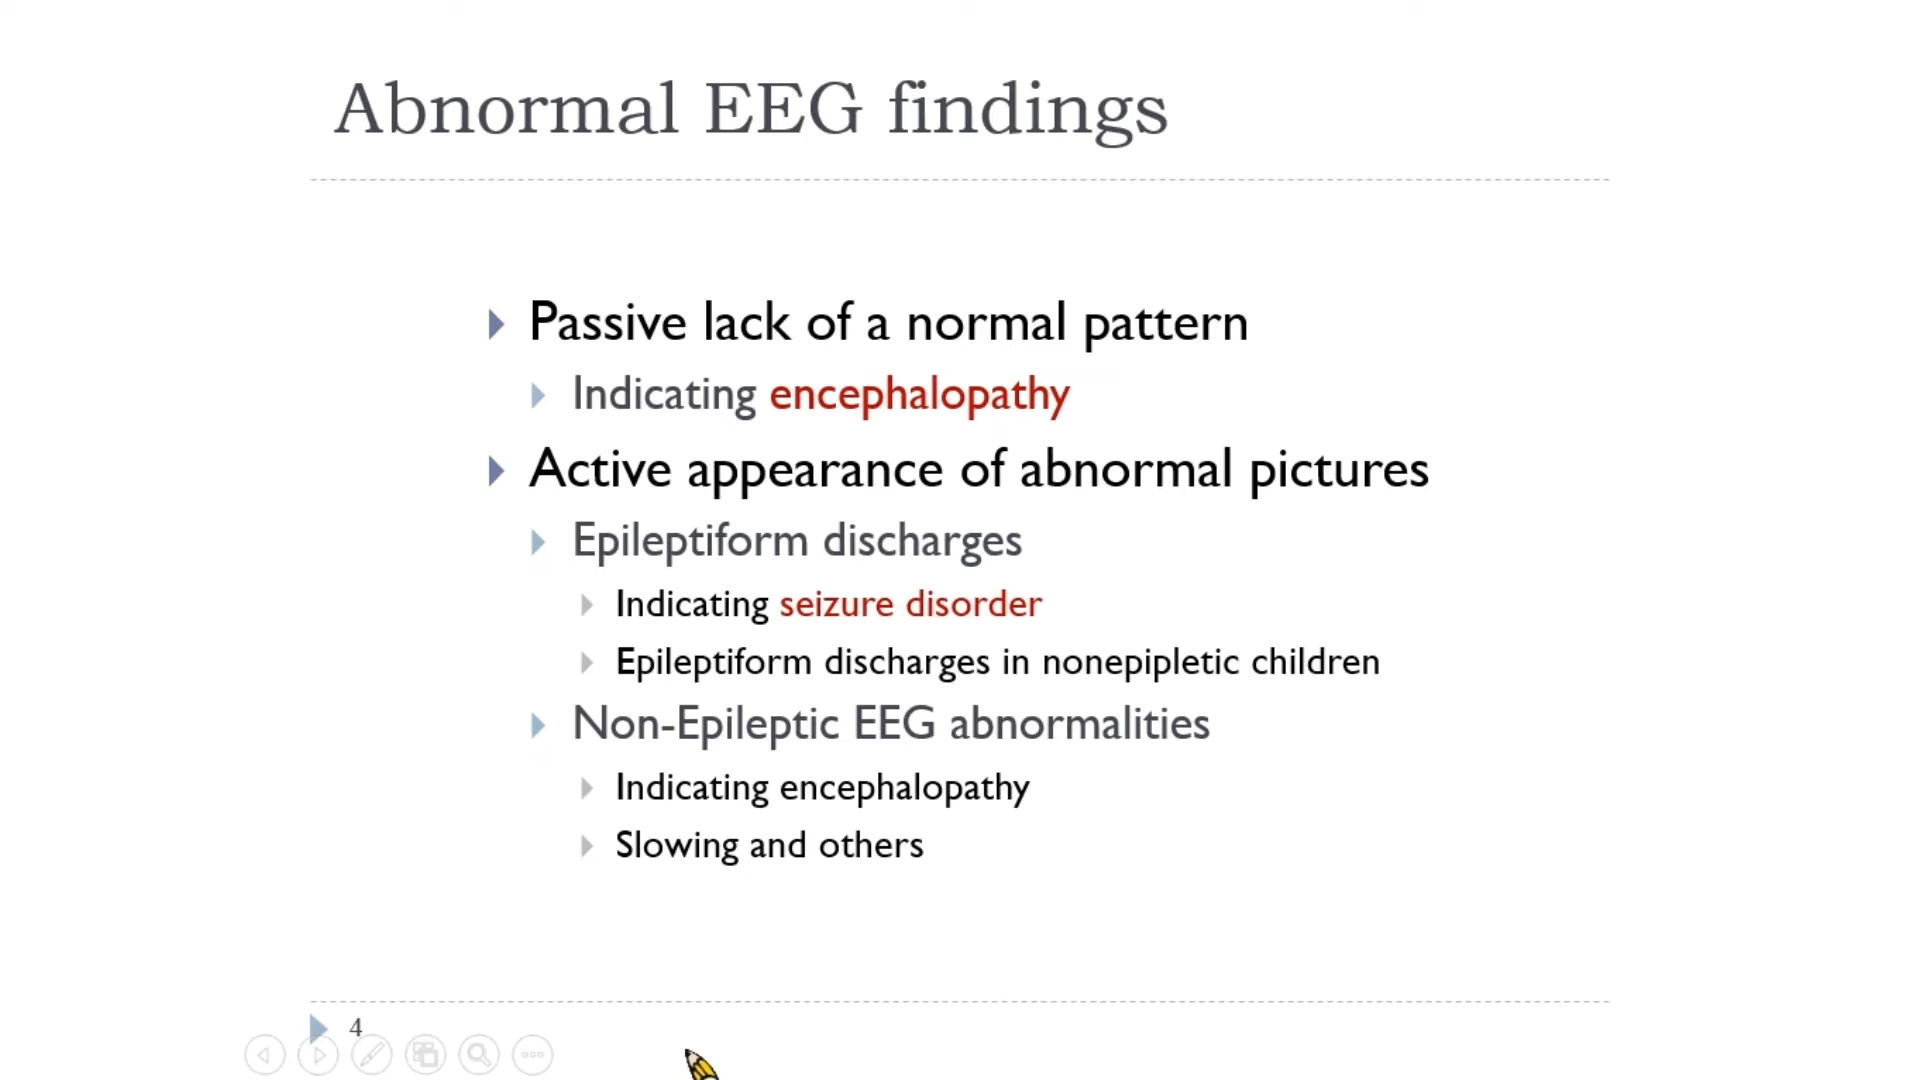 Abnormal EEG findings
Passive lack of a normal pattern
Indicating encephalopathy
Active appearance of abnormal pictures
Epileptiform discharges
Indicating seizure disorder
Epileptiform discharges in nonepipletic children
Non-Epileptic EEG abnormalities
Indicating encephalopathy
Slowing and others
4